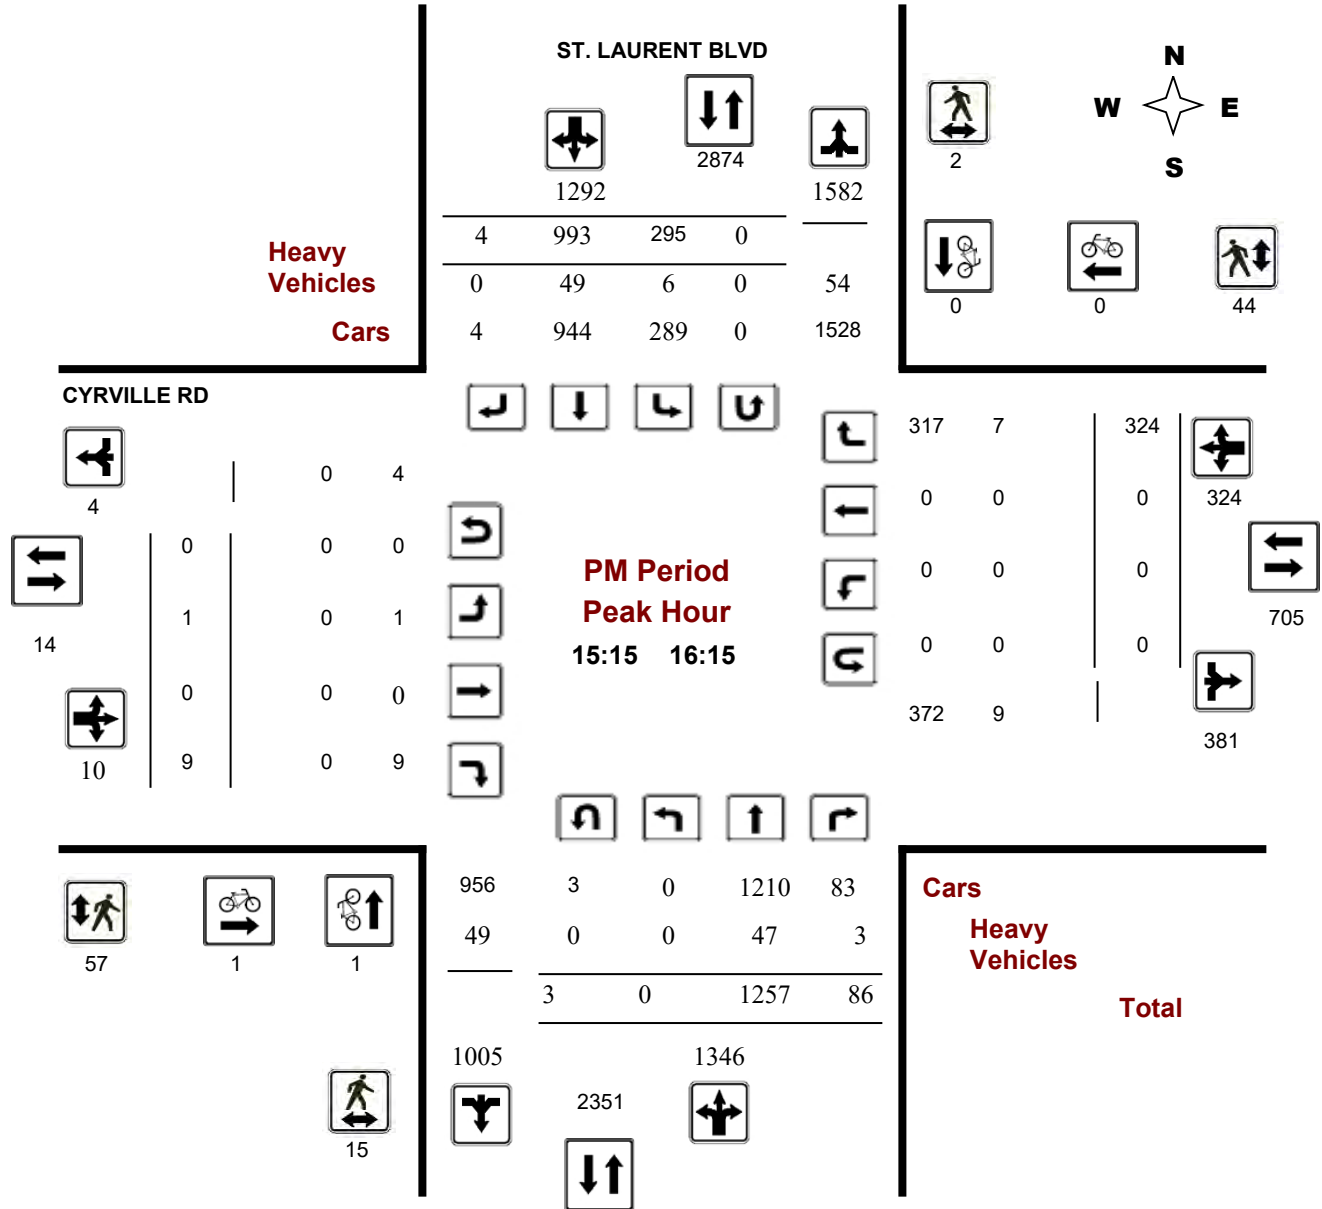 ST. LAURENT BLVD
N
W E
S
2874
2
1292 1582
4 993 295 0
Heavy
Vehicles
0 49 6 0 54
Cars
4 944 289 0 1528
0 0 44
CYRVILLE RD
317 7 324
0 4
4
0 0 0 324
0 0 0
PM Period
Peak Hour
15:15 16:15
0 0 0
1 0 1
705
14
0 0 0
0 0 0
372 9
381
10
9 0 9
956 3 0 1210 83
Cars
49 0 0 47 3
Heavy
Vehicles
57 1 1
3 0 1257 86
Total
1005 1346
2351
15